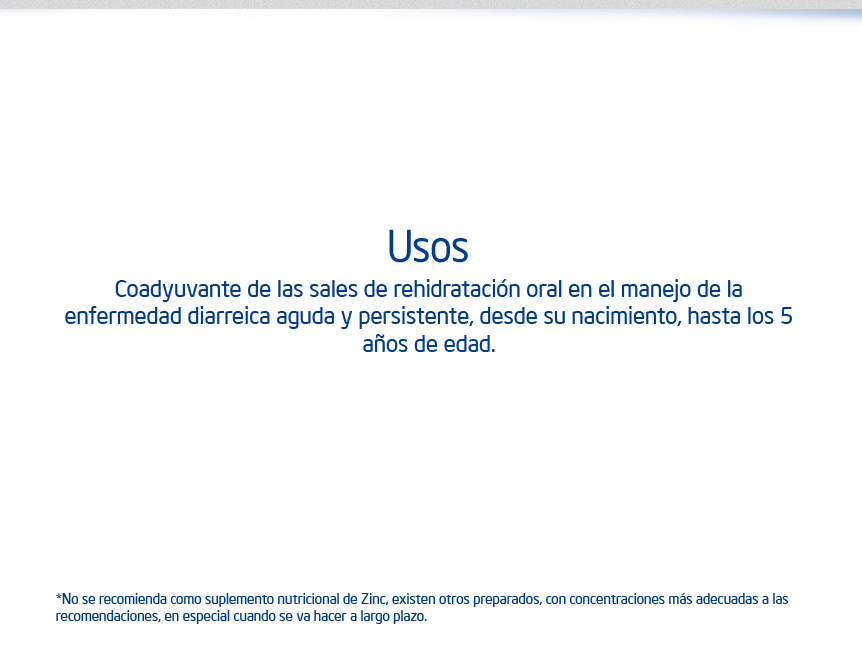 Usos
Coadyuvante de las sales de rehidratación oral en el manejo de la
enfermedad diarreica aguda y persistente, desde su nacimiento, hasta los 5
años de edad.
*No se recomienda como suplemento nutricional de Zinc, existen otros preparados, con concentraciones más adecuadas a las
recomendaciones, en especial cuando se va hacer a largo plazo.